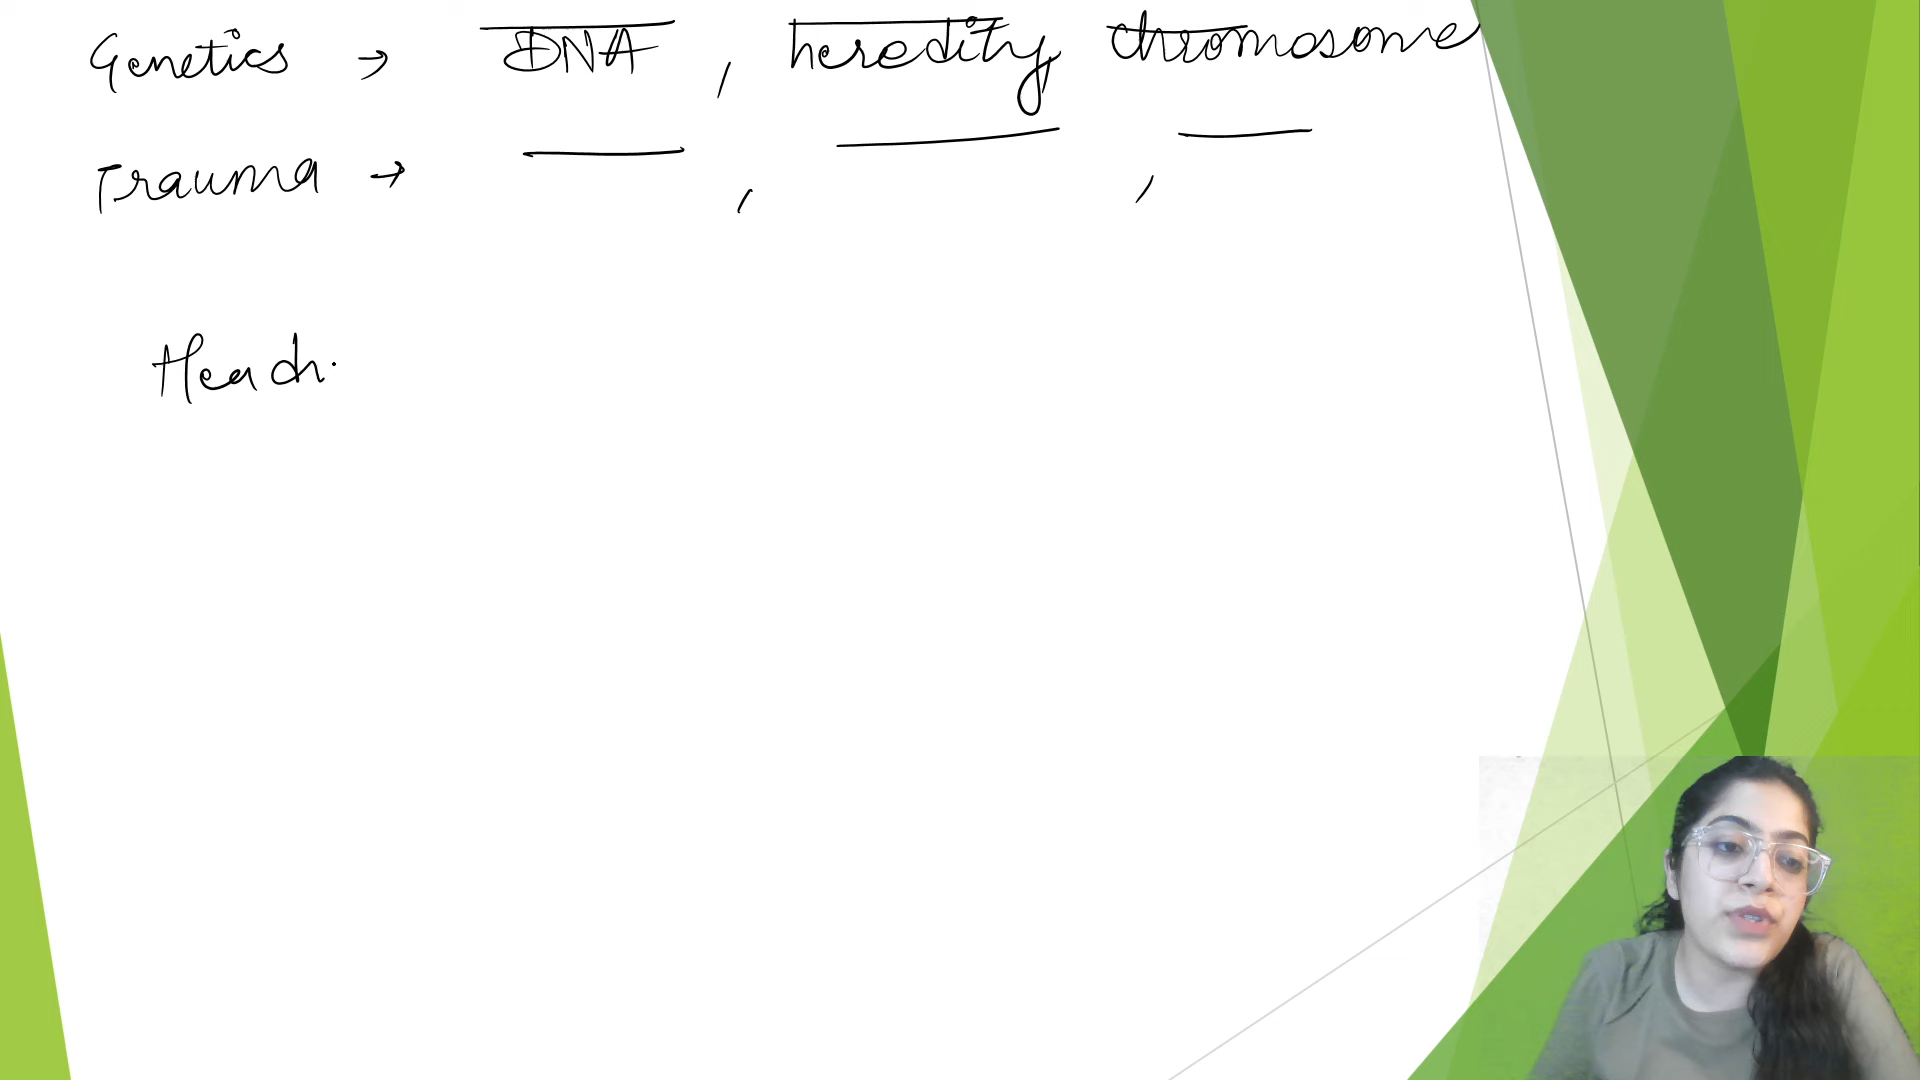 Genetics → DNA, heredity, chromosome
Trauma → , ,
Head.